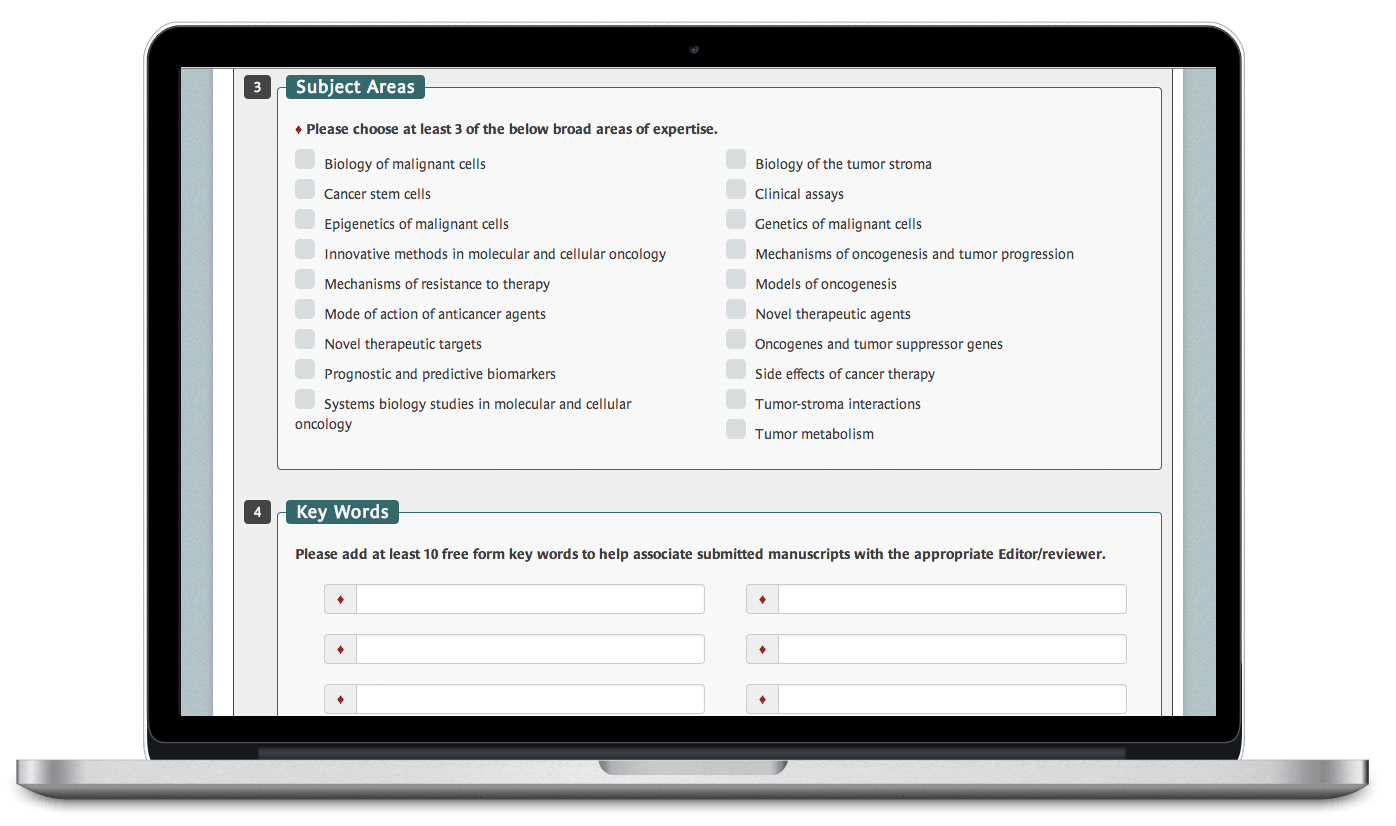 3 Subject Areas
♦ Please choose at least 3 of the below broad areas of expertise.
Biology of malignant cells
Cancer stem cells
Epigenetics of malignant cells
Innovative methods in molecular and cellular oncology
Mechanisms of resistance to therapy
Mode of action of anticancer agents
Novel therapeutic targets
Prognostic and predictive biomarkers
Systems biology studies in molecular and cellular
oncology
Biology of the tumor stroma
Clinical assays
Genetics of malignant cells
Mechanisms of oncogenesis and tumor progression
Models of oncogenesis
Novel therapeutic agents
Oncogenes and tumor suppressor genes
Side effects of cancer therapy
Tumor-stroma interactions
Tumor metabolism
4 Key Words
Please add at least 10 free form key words to help associate submitted manuscripts with the appropriate Editor/reviewer.